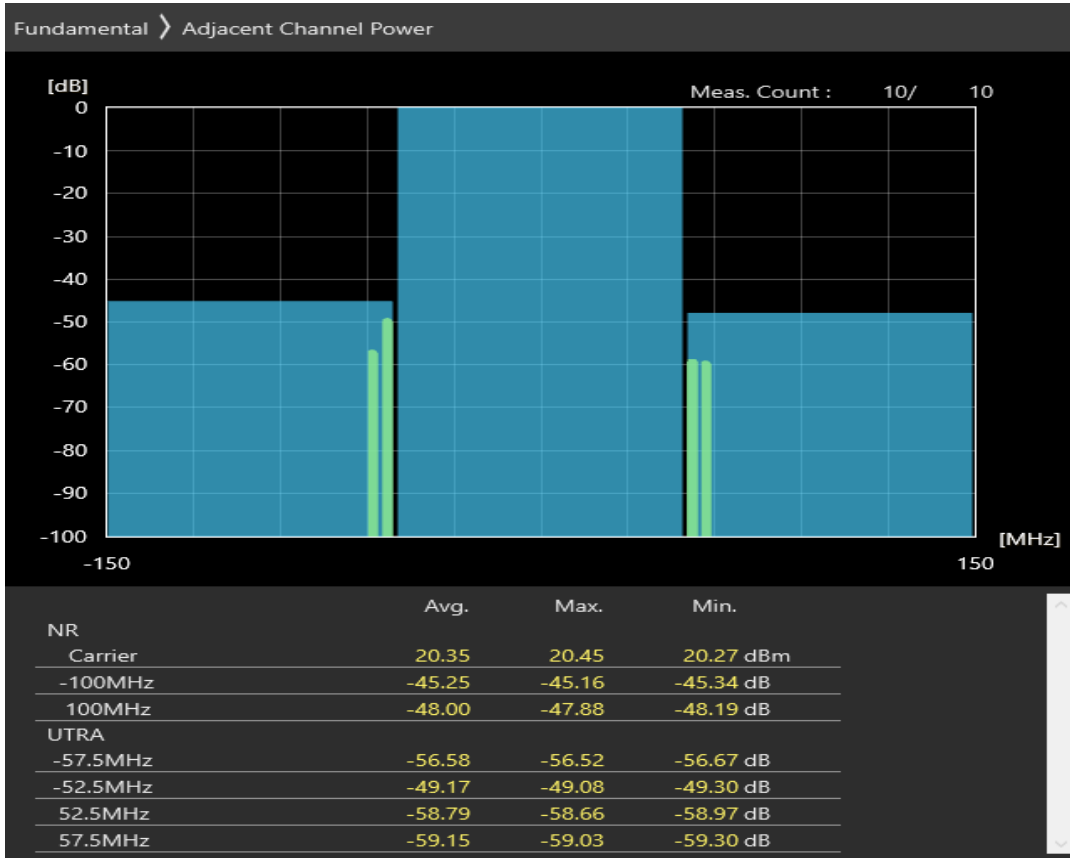 Fundamental ❭ Adjacent Channel Power
[dB]
Meas. Count : 10/ 10
0
-10
-20
-30
-40
-50
-60
-70
-80
-90
-100
[MHz]
-150 150
Avg. Max. Min.
NR
Carrier 20.35 20.45 20.27 dBm
-100MHz -45.25 -45.16 -45.34 dB
100MHz -48.00 -47.88 -48.19 dB
UTRA
-57.5MHz -56.58 -56.52 -56.67 dB
-52.5MHz -49.17 -49.08 -49.30 dB
52.5MHz -58.79 -58.66 -58.97 dB
57.5MHz -59.15 -59.03 -59.30 dB